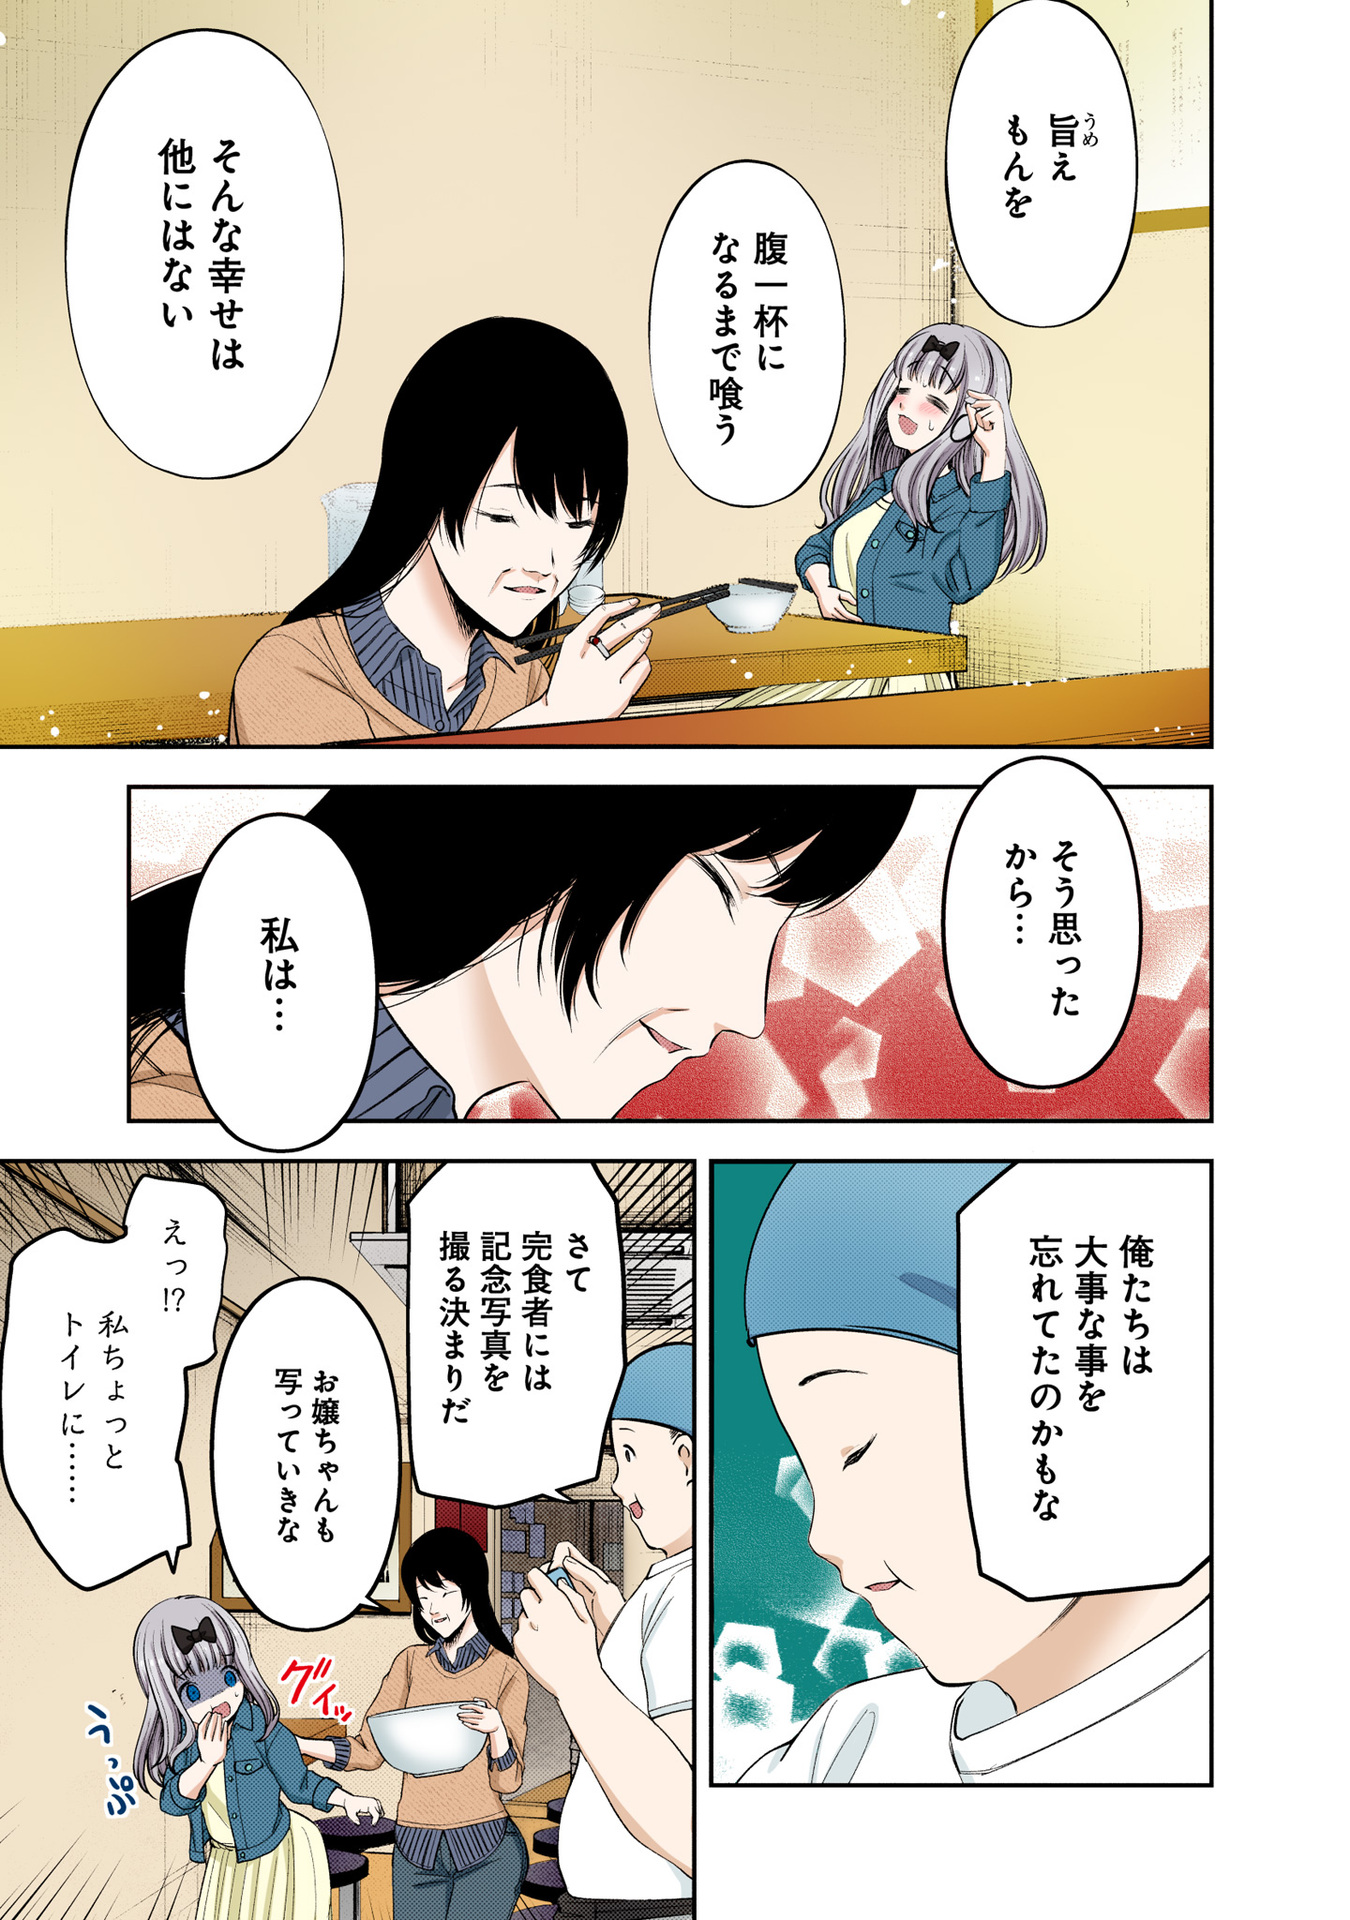 旨え
うめ
もんを
腹一杯に
なるまで喰う
そんな幸せは
他にはない
そう思った
から…
私は…
俺たちは
大事な事を
忘れてたのかもな
さて
完食者には
記念写真を
撮る決まりだ
お嬢ちゃんも
写っていきな
グイッ
えっ!?
私ちょっと
トイレに……
うっぷ